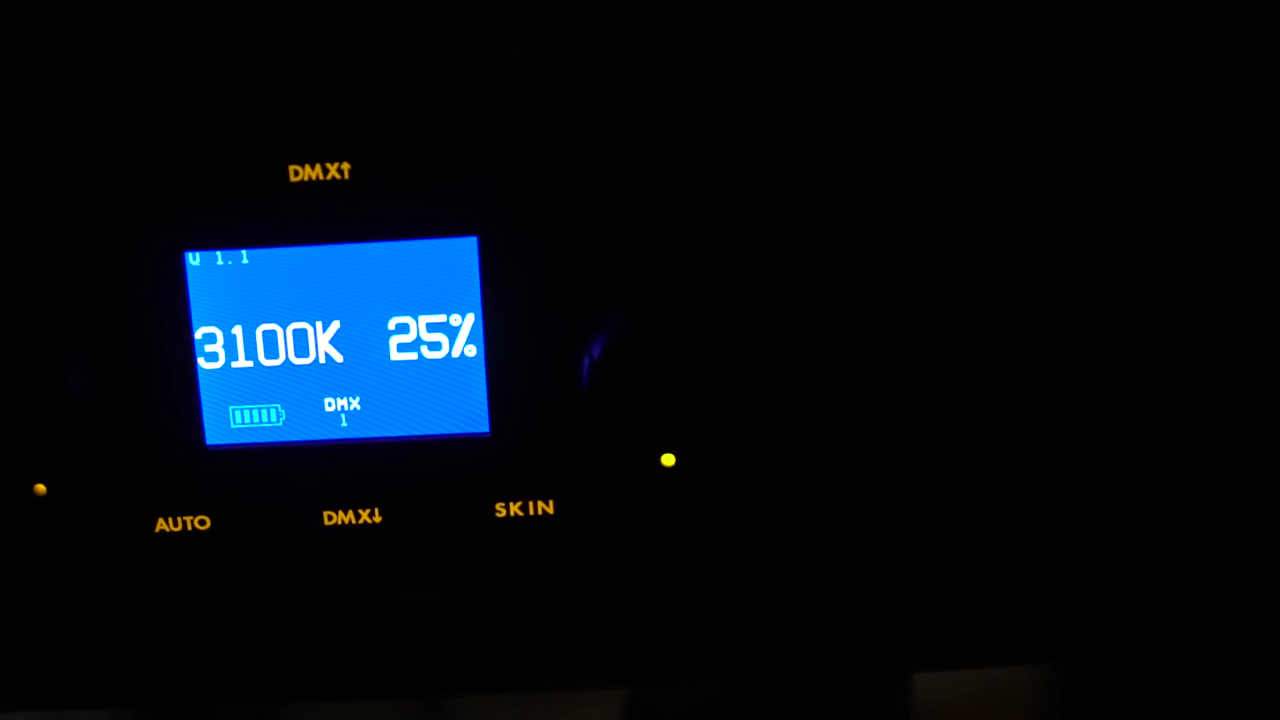 DMX↑
Q 1.1
3100K 25%
DMX
1
AUTO DMX↓ SKIN